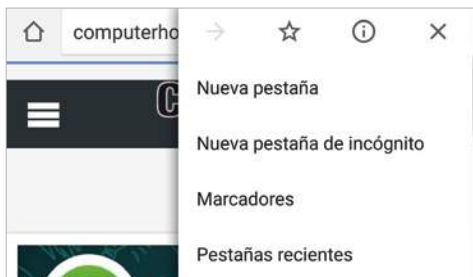 computerho
C
Nueva pestaña
Nueva pestaña de incógnito
Marcadores
Pestañas recientes